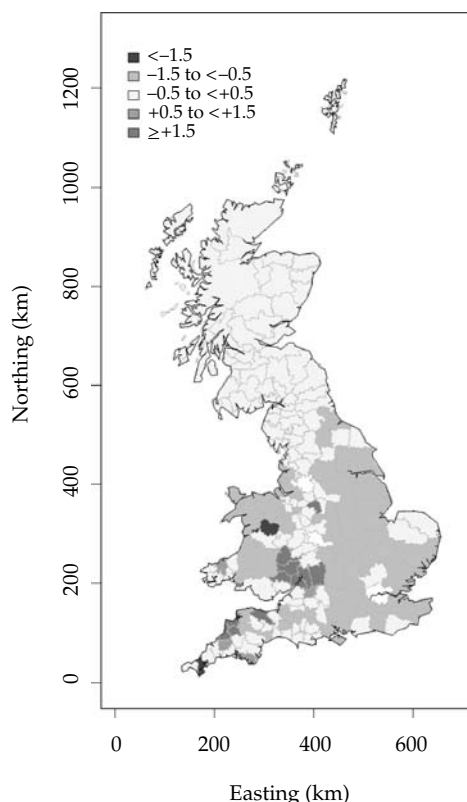 <–1.5
–1.5 to <–0.5
–0.5 to <+0.5
+0.5 to <+1.5
≥+1.5
1200
1000
800
600
400
200
0
Northing (km)
0 200 400 600
Easting (km)